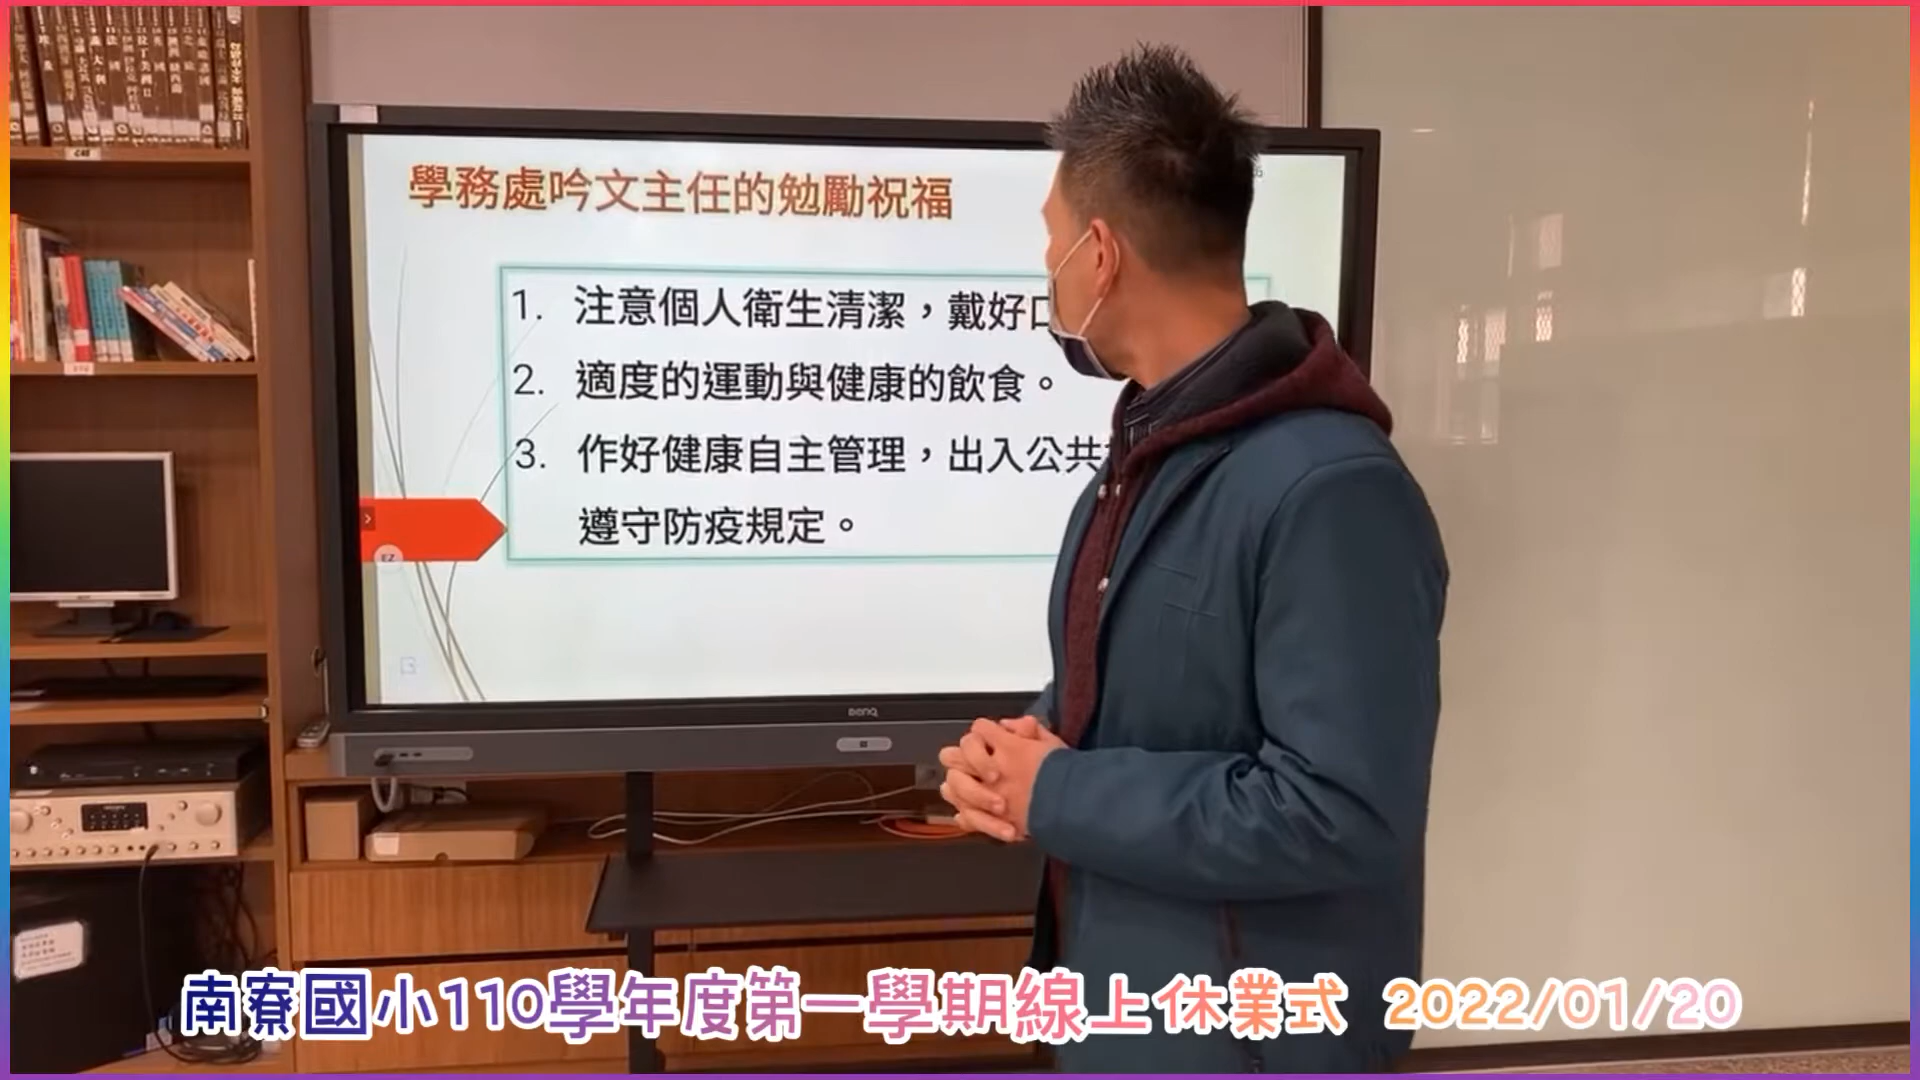 學務處吟文主任的勉勵祝福
1. 注意個人衛生清潔，戴好口
2. 適度的運動與健康的飲食。
3. 作好健康自主管理，出入公共
遵守防疫規定。
EZ
BenQ
南寮國小110學年度第一學期線上休業式 2022/01/20